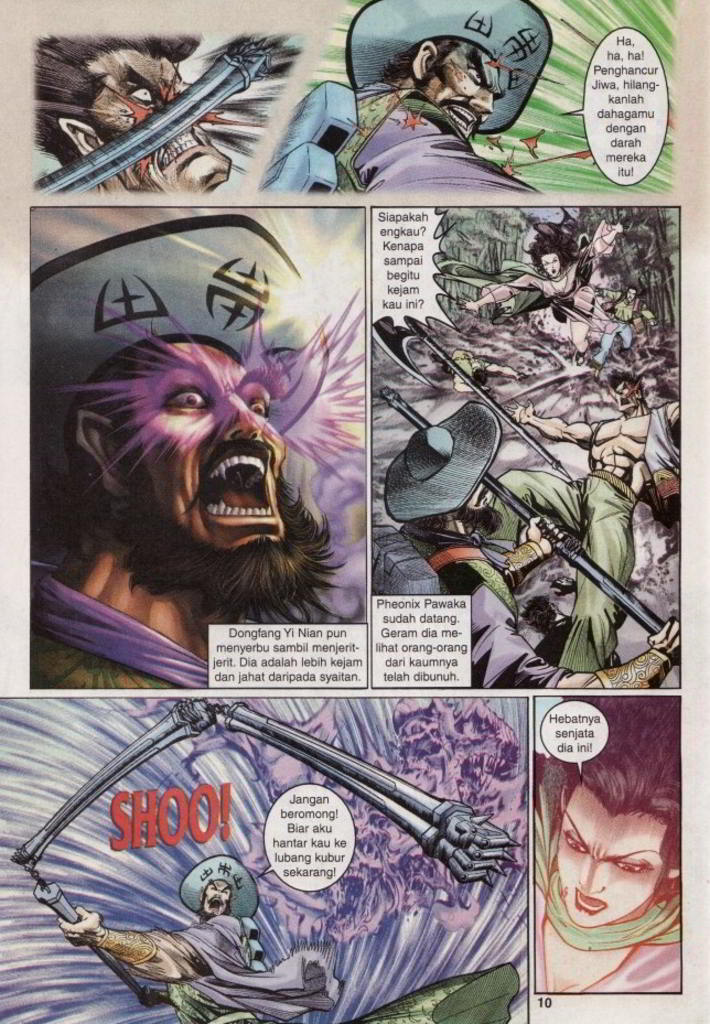 Ha,
ha, ha!
Penghancur
Jiwa, hilang-
kanlah
dahagamu
dengan
darah
mereka
itu!
Dongfang Yi Nian pun
menyerbu sambil menjerit-
jerit. Dia adalah lebih kejam
dan jahat daripada syaitan.
Siapakah
engkau?
Kenapa
sampai
begitu
kejam
kau ini?
Pheonix Pawaka
sudah datang.
Geram dia me-
lihat orang-orang
dari kaumnya
telah dibunuh.
SHOO!
Jangan
beromong!
Biar aku
hantar kau ke
lubang kubur
sekarang!
Hebatnya
senjata
dia ini!
10